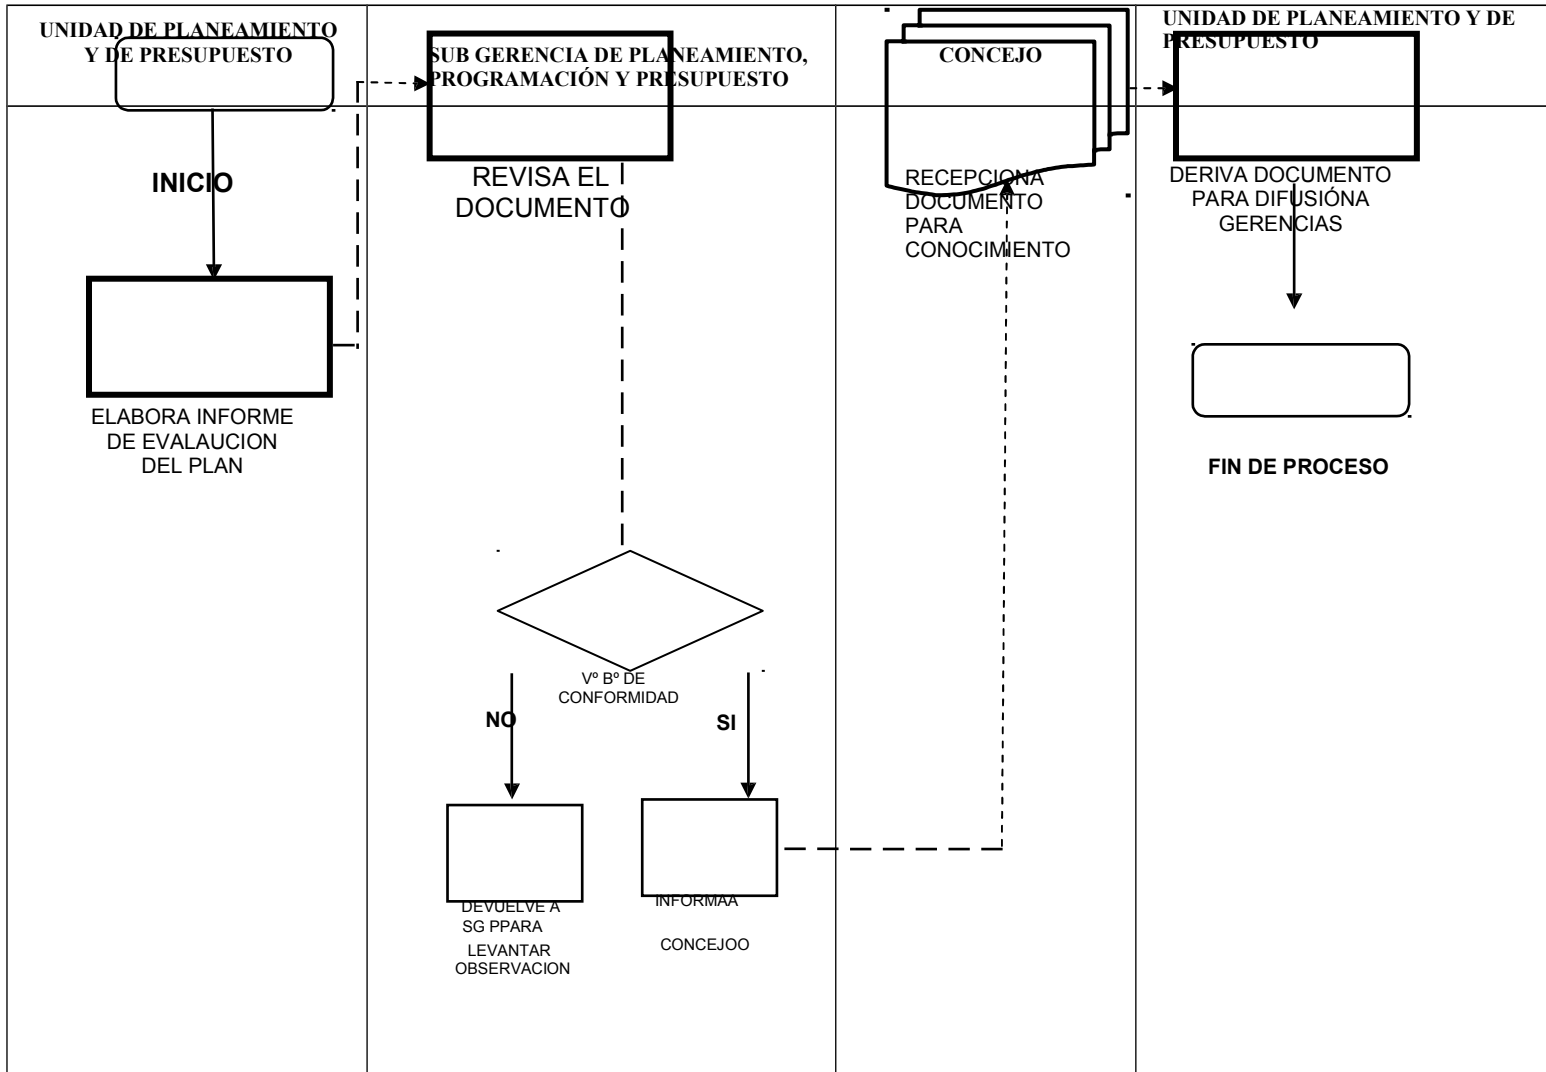 UNIDAD DE PLANEAMIENTO
Y DE PRESUPUESTO
SUB GERENCIA DE PLANEAMIENTO,
PROGRAMACIÓN Y PRESUPUESTO
CONCEJO
UNIDAD DE PLANEAMIENTO Y DE
PRESUPUESTO
INICIO
ELABORA INFORME
DE EVALAUCION
DEL PLAN
REVISA EL
DOCUMENTO
Vº Bº DE
CONFORMIDAD
NO
SI
DEVUELVE A
SG PPARA
LEVANTAR
OBSERVACION
INFORMAA
CONCEJOO
RECEPCIONA
DOCUMENTO
PARA
CONOCIMIENTO
DERIVA DOCUMENTO
PARA DIFUSIÓNA
GERENCIAS
FIN DE PROCESO